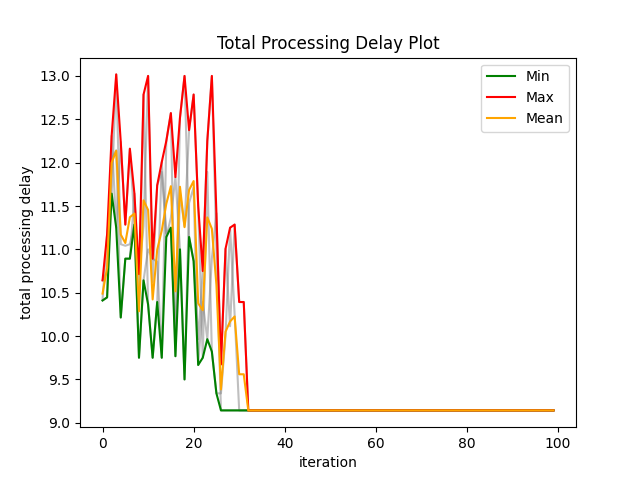 Total Processing Delay Plot
Min
Max
Mean
total processing delay
13.0
12.5
12.0
11.5
11.0
10.5
10.0
9.5
9.0
0 20 40 60 80 100
iteration